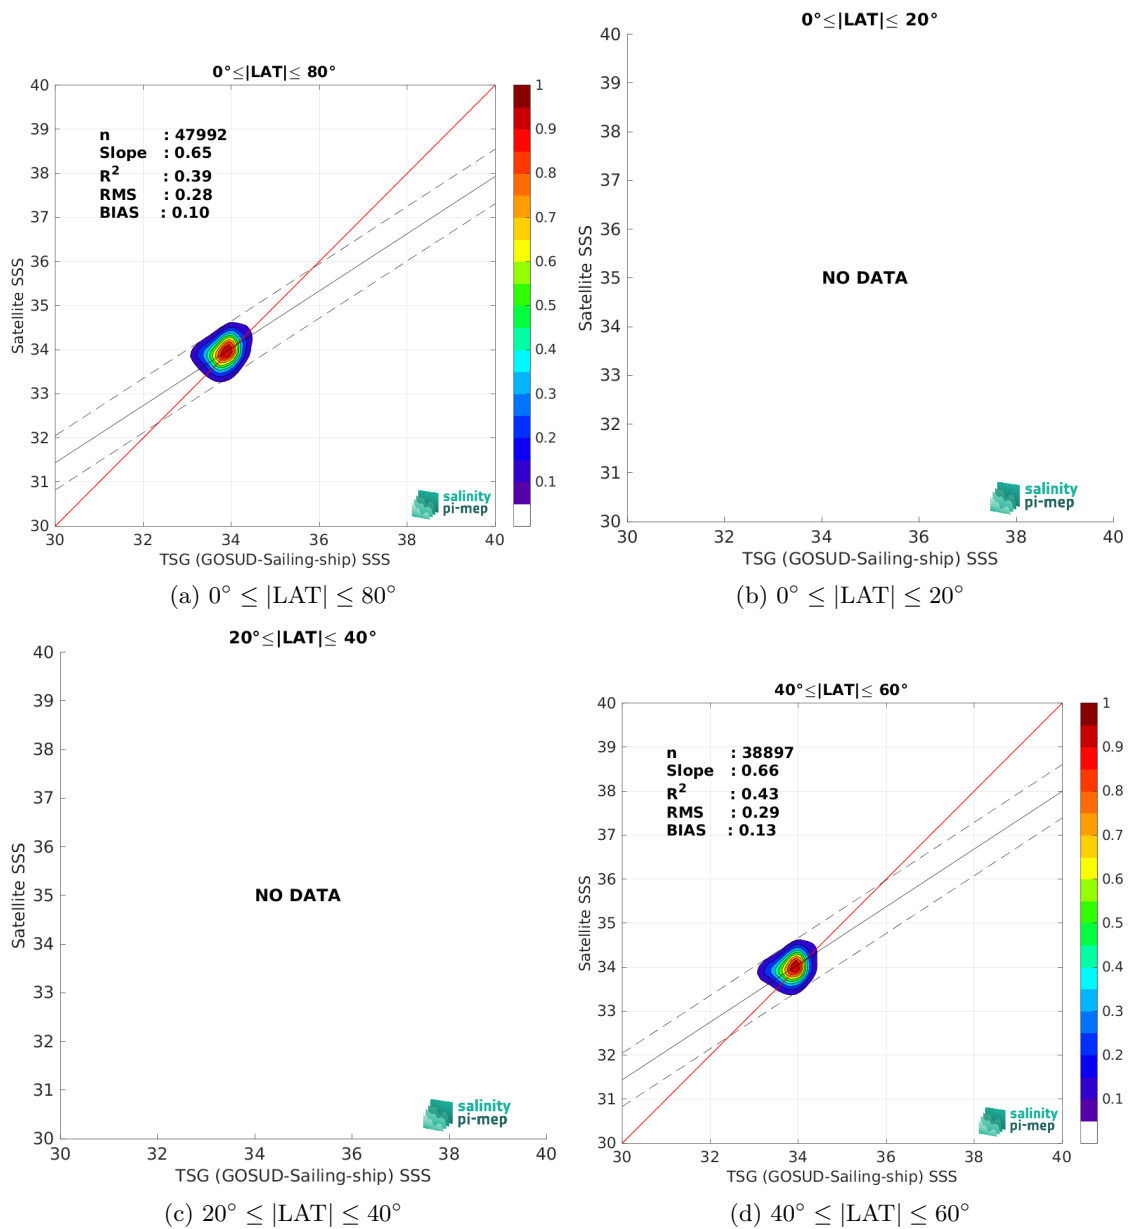 0°≤|LAT|≤ 80°
40
39
38
37
36
35
34
33
32
31
30
30
32
34
36
38
40
Satellite SSS
TSG (GOSUD-Sailing-ship) SSS
n : 47992
Slope : 0.65
R² : 0.39
RMS : 0.28
BIAS : 0.10
1
0.9
0.8
0.7
0.6
0.5
0.4
0.3
0.2
0.1
salinity
pi-mep
(a) 0° ≤ |LAT| ≤ 80°
0°≤|LAT|≤ 20°
40
39
38
37
36
35
34
33
32
31
30
30
32
34
36
38
40
Satellite SSS
TSG (GOSUD-Sailing-ship) SSS
NO DATA
salinity
pi-mep
(b) 0° ≤ |LAT| ≤ 20°
20°≤|LAT|≤ 40°
40
39
38
37
36
35
34
33
32
31
30
30
32
34
36
38
40
Satellite SSS
TSG (GOSUD-Sailing-ship) SSS
NO DATA
salinity
pi-mep
(c) 20° ≤ |LAT| ≤ 40°
40°≤|LAT|≤ 60°
40
39
38
37
36
35
34
33
32
31
30
30
32
34
36
38
40
Satellite SSS
TSG (GOSUD-Sailing-ship) SSS
n : 38897
Slope : 0.66
R² : 0.43
RMS : 0.29
BIAS : 0.13
1
0.9
0.8
0.7
0.6
0.5
0.4
0.3
0.2
0.1
salinity
pi-mep
(d) 40° ≤ |LAT| ≤ 60°